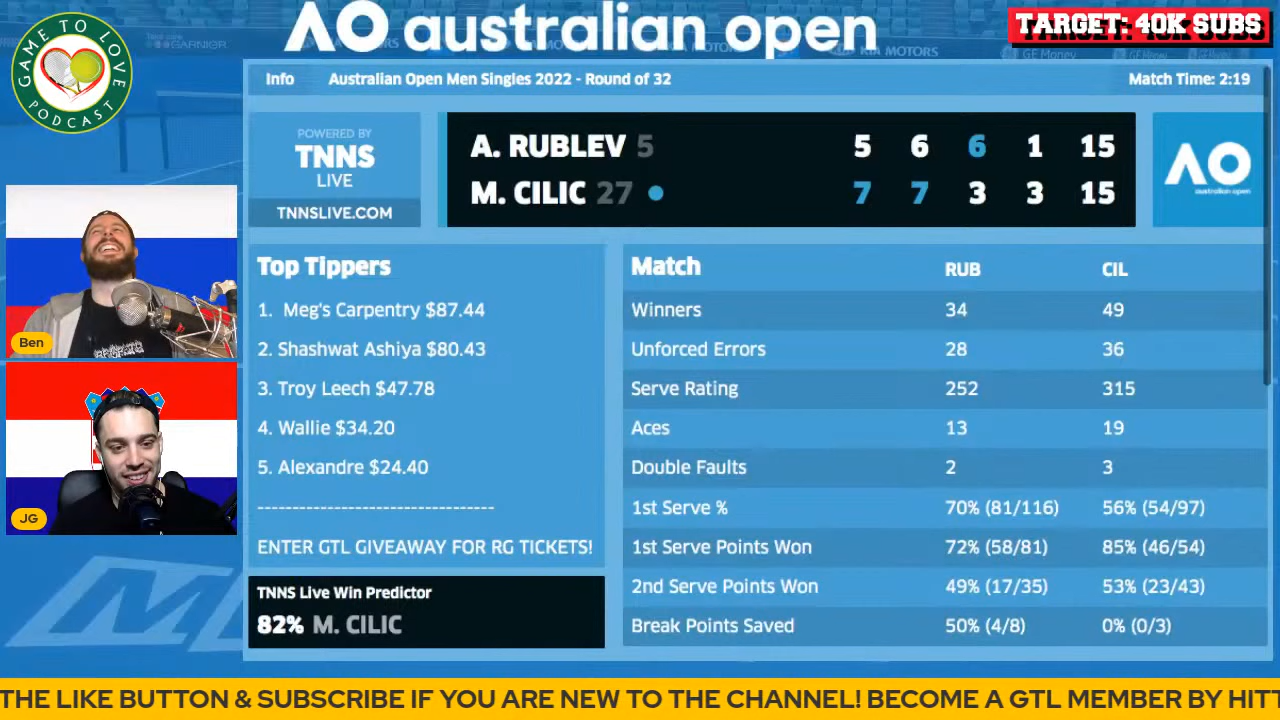 GAME TO LOVE
PODCAST
AO australian open
TARGET: 40K SUBS
KIA MOTORS
GE Money
GARNIER
Info Australian Open Men Singles 2022 - Round of 32 Match Time: 2:19
POWERED BY
TNNS
LIVE
TNNSLIVE.COM
A. RUBLEV 5 5 6 6 1 15
M. CILIC 27 7 7 3 3 15
AO
australian open
Ben
JG
Top Tippers
1. Meg's Carpentry $87.44
2. Shashwat Ashiya $80.43
3. Troy Leech $47.78
4. Wallie $34.20
5. Alexandre $24.40
----------------------------------
ENTER GTL GIVEAWAY FOR RG TICKETS!
TNNS Live Win Predictor
82% M. CILIC
Match RUB CIL
Winners 34 49
Unforced Errors 28 36
Serve Rating 252 315
Aces 13 19
Double Faults 2 3
1st Serve % 70% (81/116) 56% (54/97)
1st Serve Points Won 72% (58/81) 85% (46/54)
2nd Serve Points Won 49% (17/35) 53% (23/43)
Break Points Saved 50% (4/8) 0% (0/3)
THE LIKE BUTTON & SUBSCRIBE IF YOU ARE NEW TO THE CHANNEL! BECOME A GTL MEMBER BY HITT